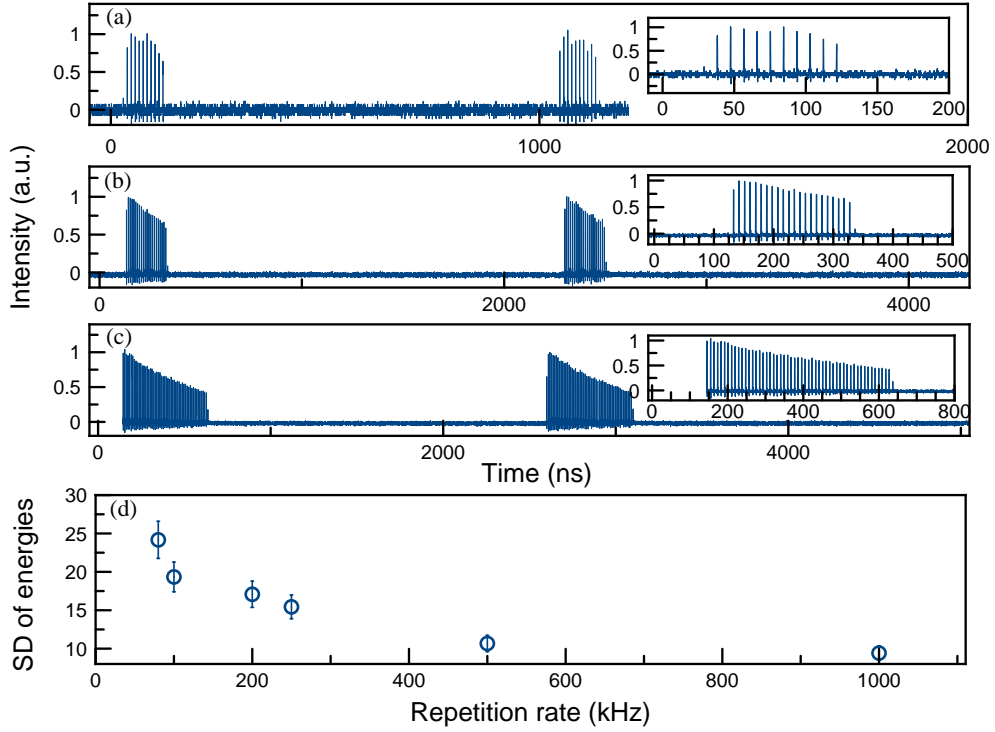 (a)
1
0.5
0
0 1000 2000
1
0.5
0
0 50 100 150 200
(b)
1
0.5
0
0 2000 4000
1
0.5
0
0 100 200 300 400 500
(c)
1
0.5
0
0 2000 4000
1
0.5
0
0 200 400 600 800
Intensity (a.u.)
Time (ns)
(d)
30
25
20
15
10
0 200 400 600 800 1000
SD of energies
Repetition rate (kHz)